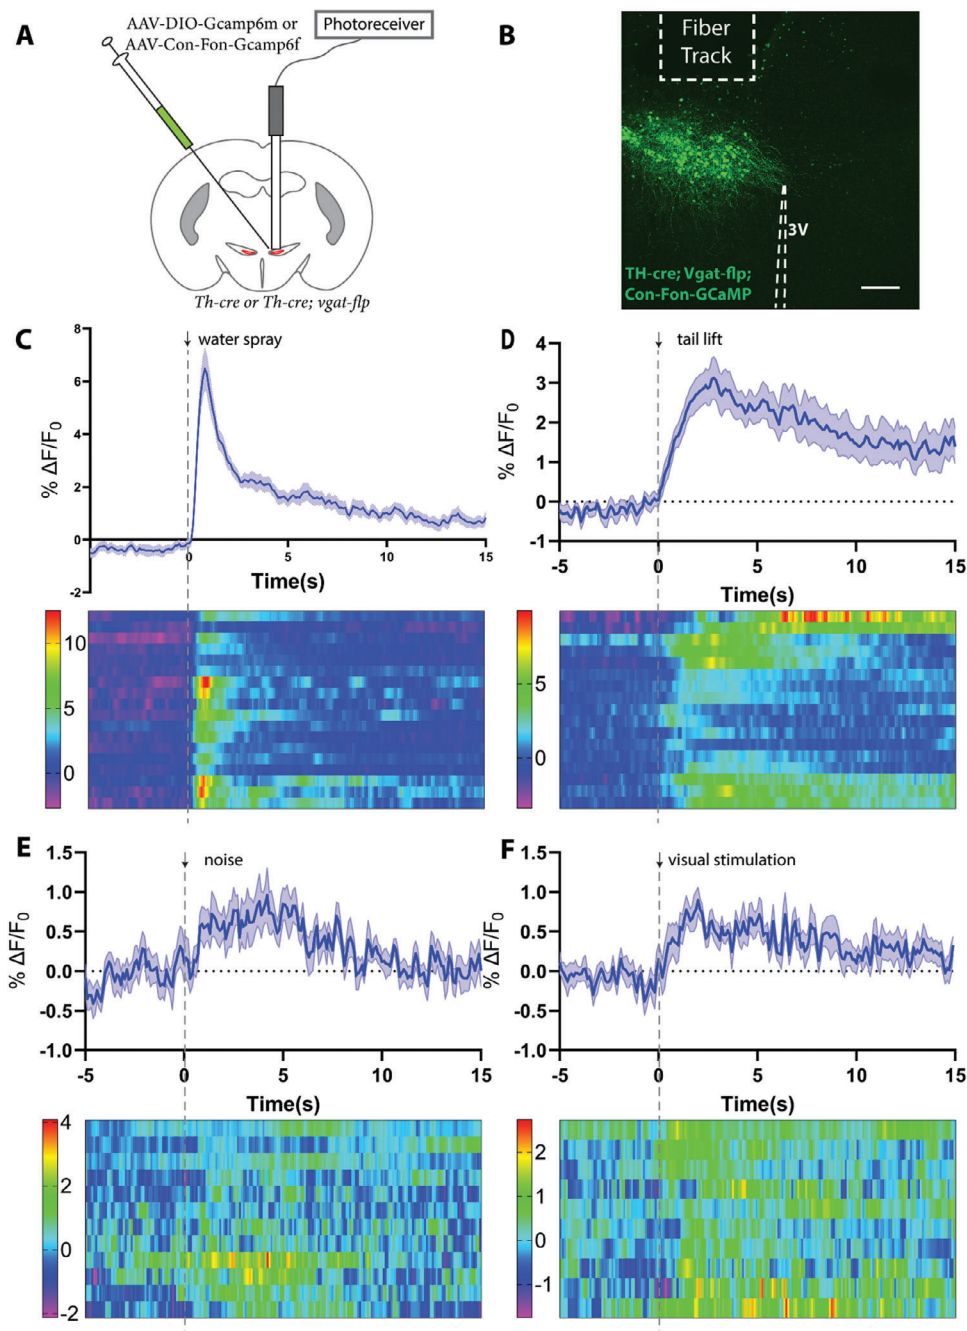 A
AAV-DIO-Gcamp6m or
AAV-Con-Fon-Gcamp6f
Photoreceiver
Th-cre or Th-cre; vgat-flp
B
Fiber
Track
3V
TH-cre; Vgat-flp;
Con-Fon-GCaMP
C
water spray
% ΔF/F0
8
6
4
2
0
-2
0
5
10
15
Time(s)
10
5
0
D
tail lift
% ΔF/F0
4
3
2
1
0
-1
-5
0
5
10
15
Time(s)
5
0
E
noise
% ΔF/F0
1.5
1.0
0.5
0.0
-0.5
-1.0
-5
0
5
10
15
Time(s)
4
2
0
-2
F
visual stimulation
% ΔF/F0
1.5
1.0
0.5
0.0
-0.5
-1.0
-5
0
5
10
15
Time(s)
2
1
0
-1